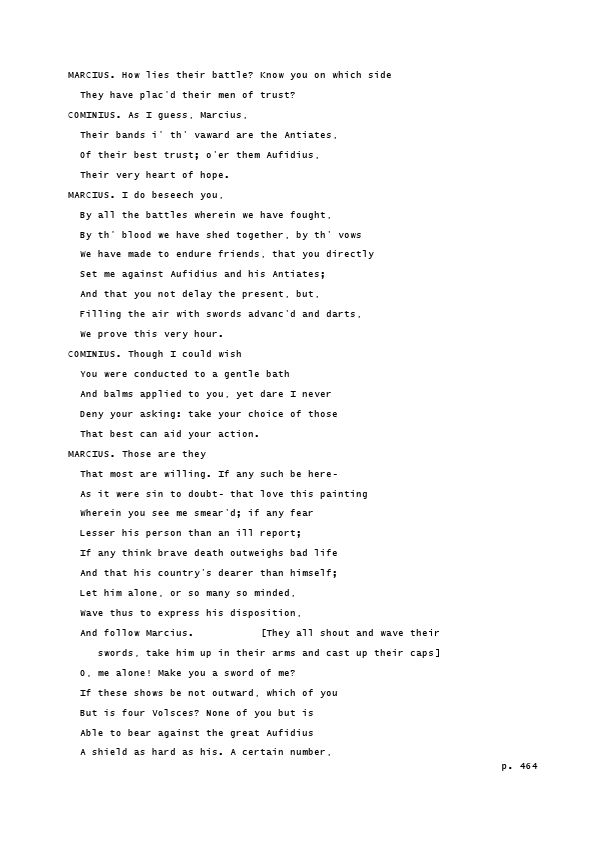 MARCIUS. How lies their battle? Know you on which side
They have plac'd their men of trust?
COMINIUS. As I guess, Marcius,
Their bands i' th' vaward are the Antiates,
Of their best trust; o'er them Aufidius,
Their very heart of hope.
MARCIUS. I do beseech you,
By all the battles wherein we have fought,
By th' blood we have shed together, by th' vows
We have made to endure friends, that you directly
Set me against Aufidius and his Antiates;
And that you not delay the present, but,
Filling the air with swords advanc'd and darts,
We prove this very hour.
COMINIUS. Though I could wish
You were conducted to a gentle bath
And balms applied to you, yet dare I never
Deny your asking: take your choice of those
That best can aid your action.
MARCIUS. Those are they
That most are willing. If any such be here-
As it were sin to doubt- that love this painting
Wherein you see me smear'd; if any fear
Lesser his person than an ill report;
If any think brave death outweighs bad life
And that his country's dearer than himself;
Let him alone, or so many so minded,
Wave thus to express his disposition,
And follow Marcius. [They all shout and wave their
swords, take him up in their arms and cast up their caps]
O, me alone! Make you a sword of me?
If these shows be not outward, which of you
But is four Volsces? None of you but is
Able to bear against the great Aufidius
A shield as hard as his. A certain number,
p. 464